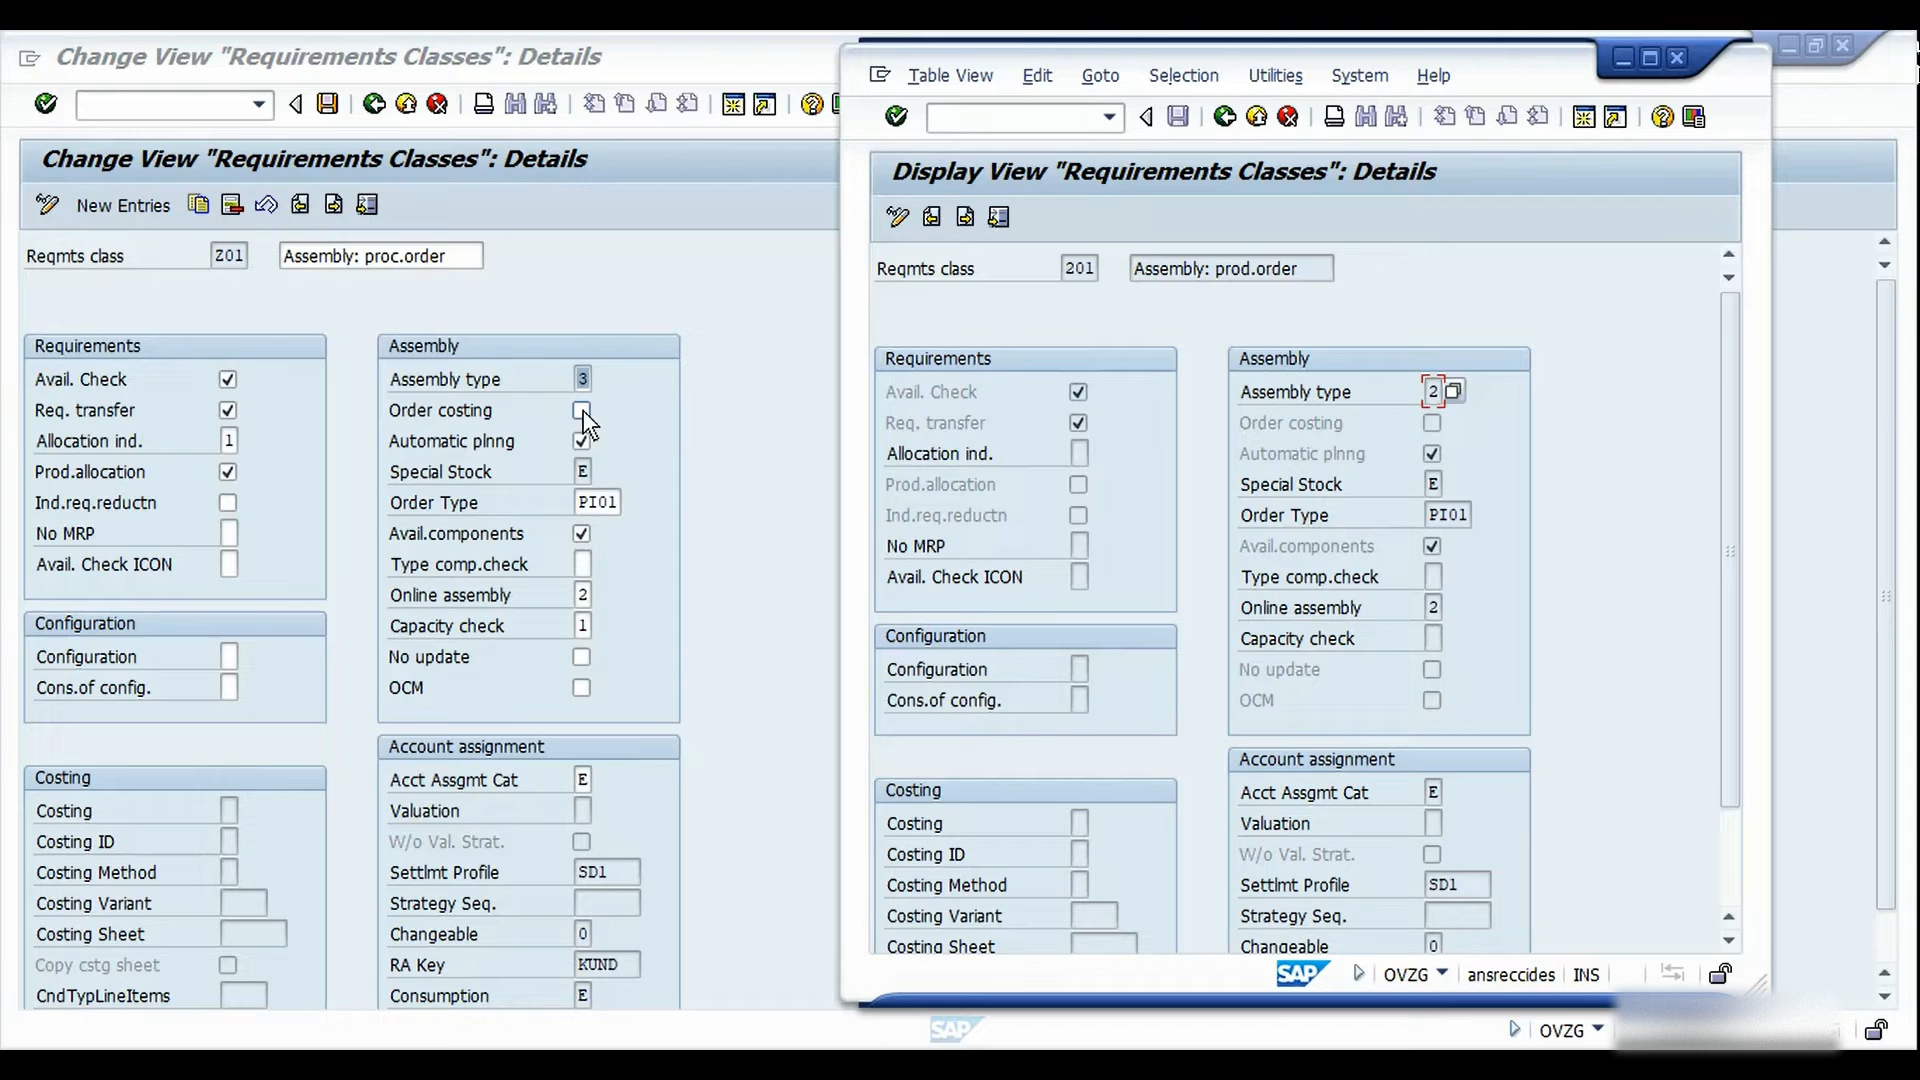 Change View "Requirements Classes": Details
Change View "Requirements Classes": Details
New Entries
Reqmts class Z01 Assembly: proc.order
Requirements
Avail. Check
Req. transfer
Allocation ind. 1
Prod.allocation
Ind.req.reductn
No MRP
Avail. Check ICON
Configuration
Configuration
Cons.of config.
Costing
Costing
Costing ID
Costing Method
Costing Variant
Costing Sheet
Copy cstg sheet
CndTypLineItems
Assembly
Assembly type 3
Order costing
Automatic plnng
Special Stock E
Order Type PI01
Avail.components
Type comp.check
Online assembly 2
Capacity check 1
No update
OCM
Account assignment
Acct Assgmt Cat E
Valuation
W/o Val. Strat.
Settlmt Profile SD1
Strategy Seq.
Changeable 0
RA Key KUND
Consumption E
SAP
OVZG
Table View Edit Goto Selection Utilities System Help
Display View "Requirements Classes": Details
Reqmts class 201 Assembly: prod.order
Requirements
Avail. Check
Req. transfer
Allocation ind.
Prod.allocation
Ind.req.reductn
No MRP
Avail. Check ICON
Configuration
Configuration
Cons.of config.
Costing
Costing
Costing ID
Costing Method
Costing Variant
Costing Sheet
Assembly
Assembly type 2
Order costing
Automatic plnng
Special Stock E
Order Type PI01
Avail.components
Type comp.check
Online assembly 2
Capacity check
No update
OCM
Account assignment
Acct Assgmt Cat E
Valuation
W/o Val. Strat.
Settlmt Profile SD1
Strategy Seq.
Changeable 0
SAP OVZG ansreccides INS